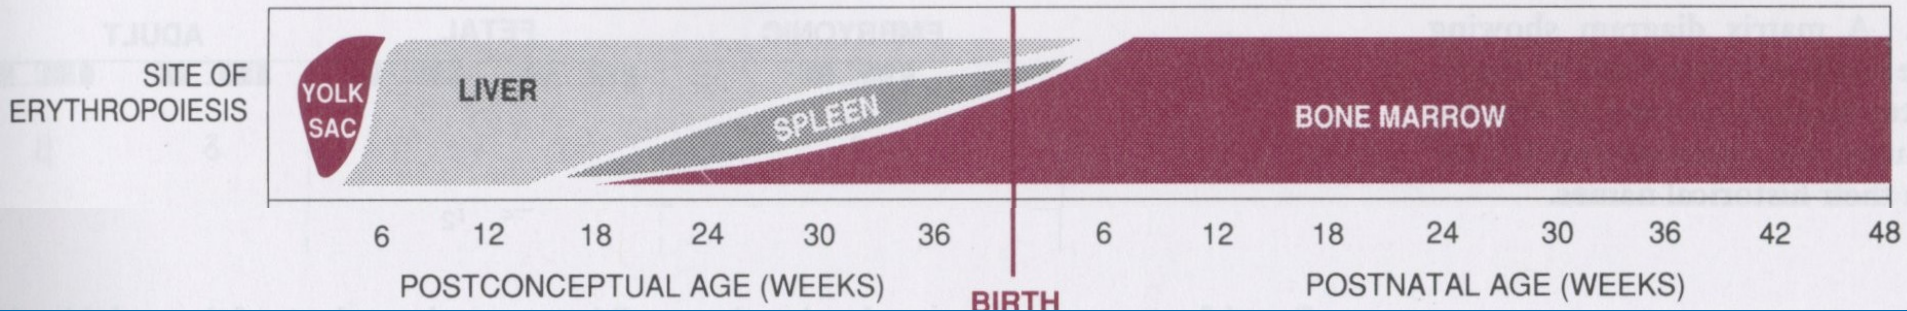 SITE OF
ERYTHROPOIESIS
YOLK
SAC
LIVER
SPLEEN
BONE MARROW
6 12 18 24 30 36 6 12 18 24 30 36 42 48
POSTCONCEPTUAL AGE (WEEKS) POSTNATAL AGE (WEEKS)
BIRTH